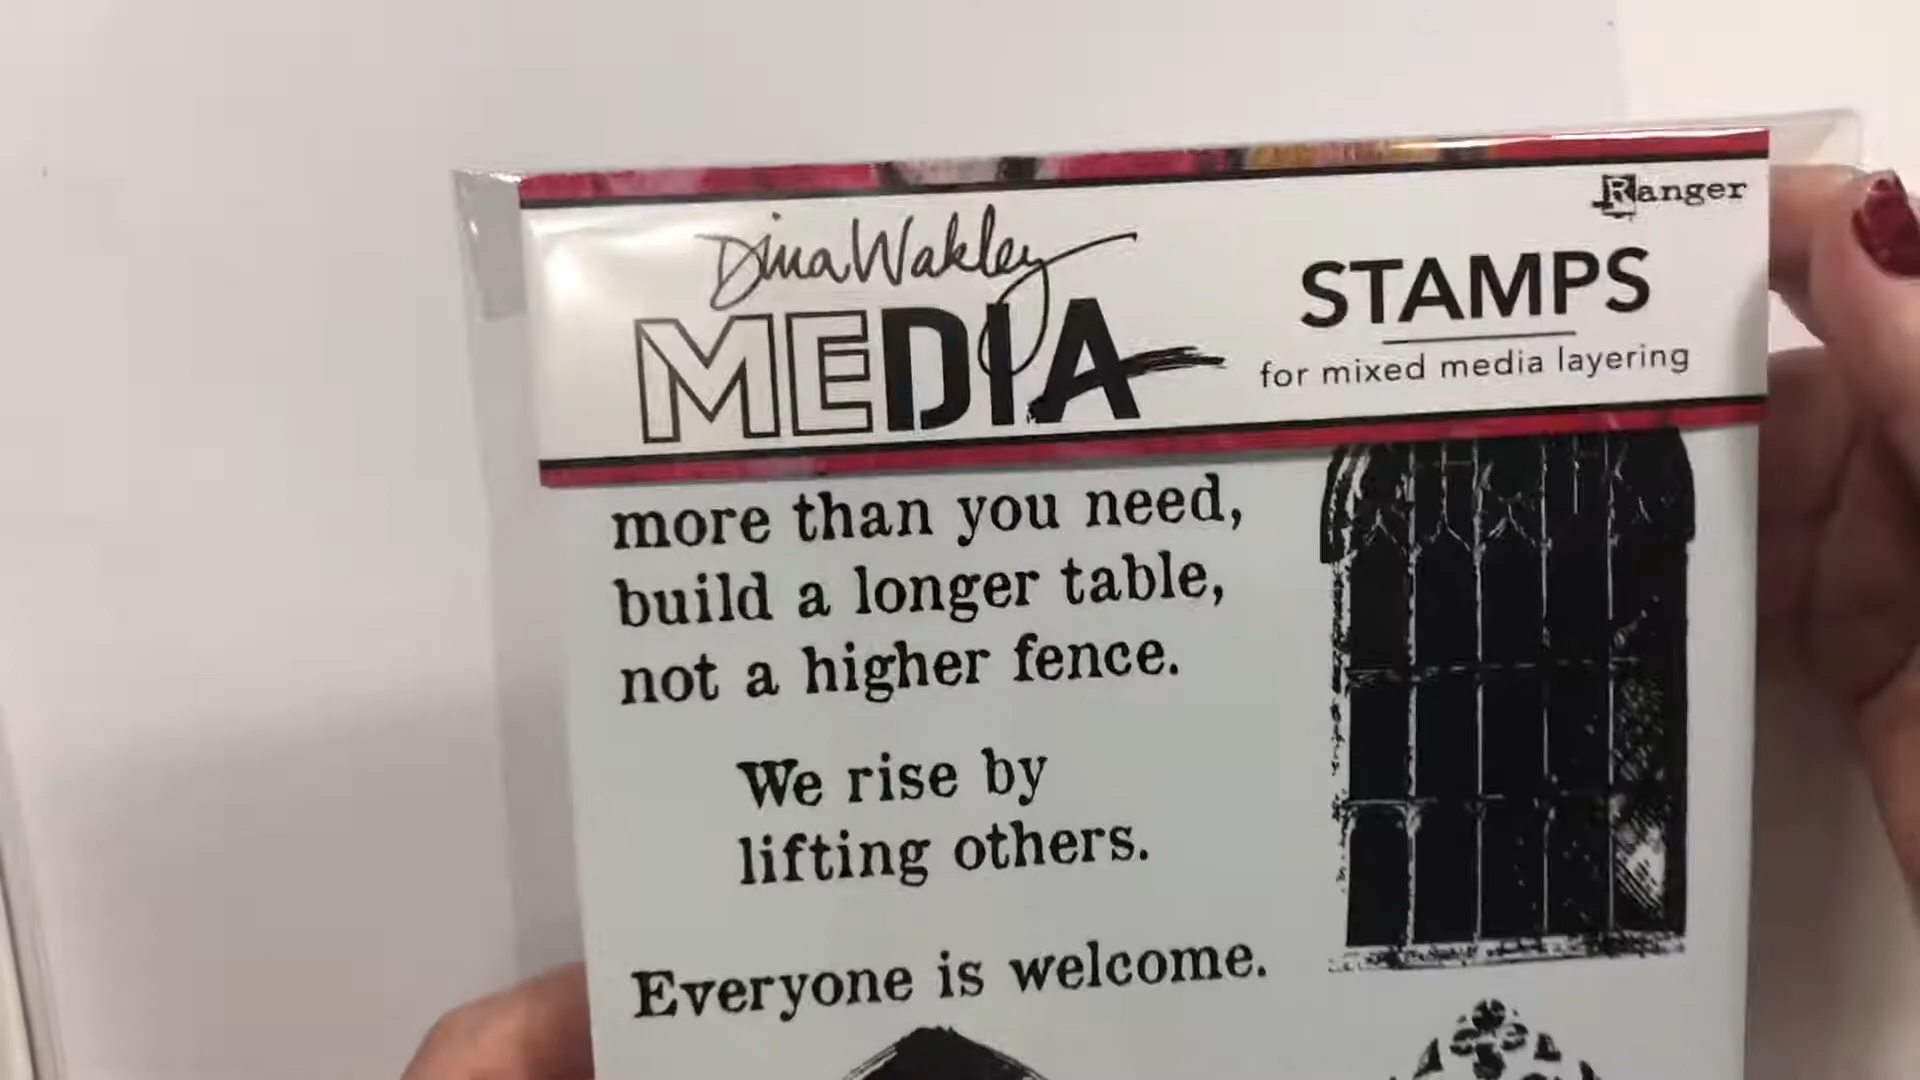 Ranger
Dina Wakley
MEDIA
STAMPS
for mixed media layering
more than you need,
build a longer table,
not a higher fence.
We rise by
lifting others.
Everyone is welcome.